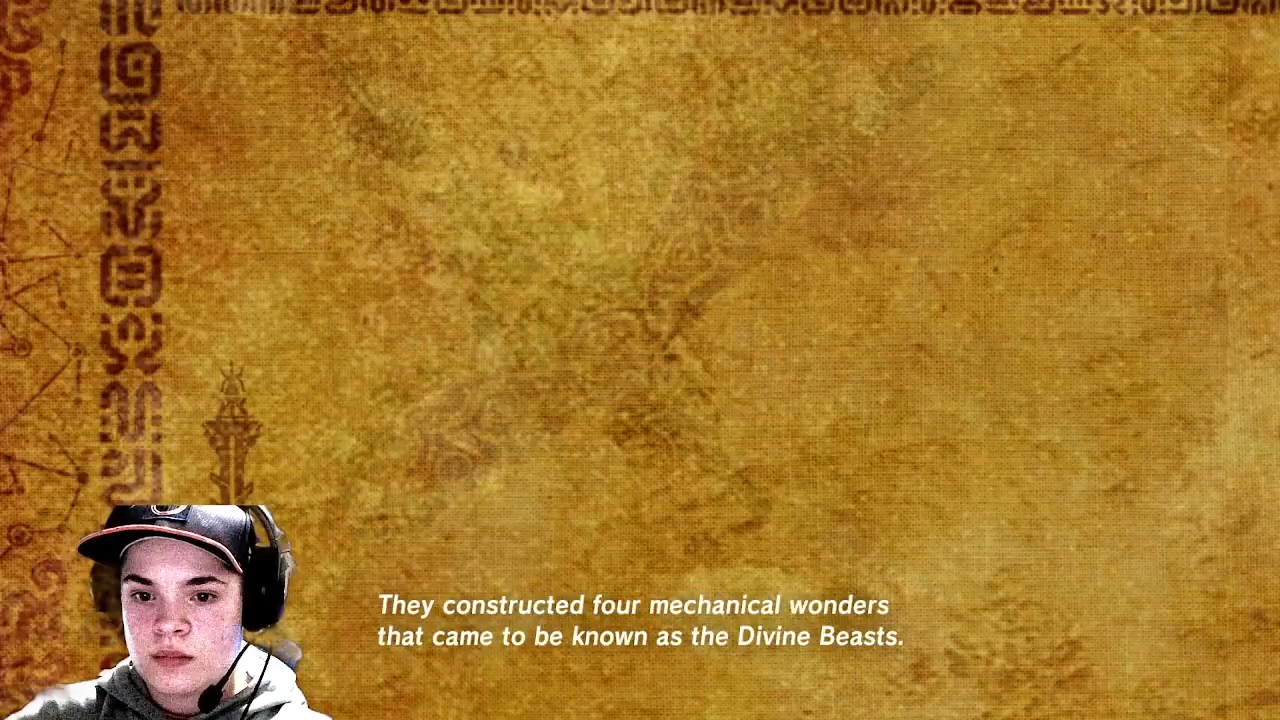 They constructed four mechanical wonders
that came to be known as the Divine Beasts.